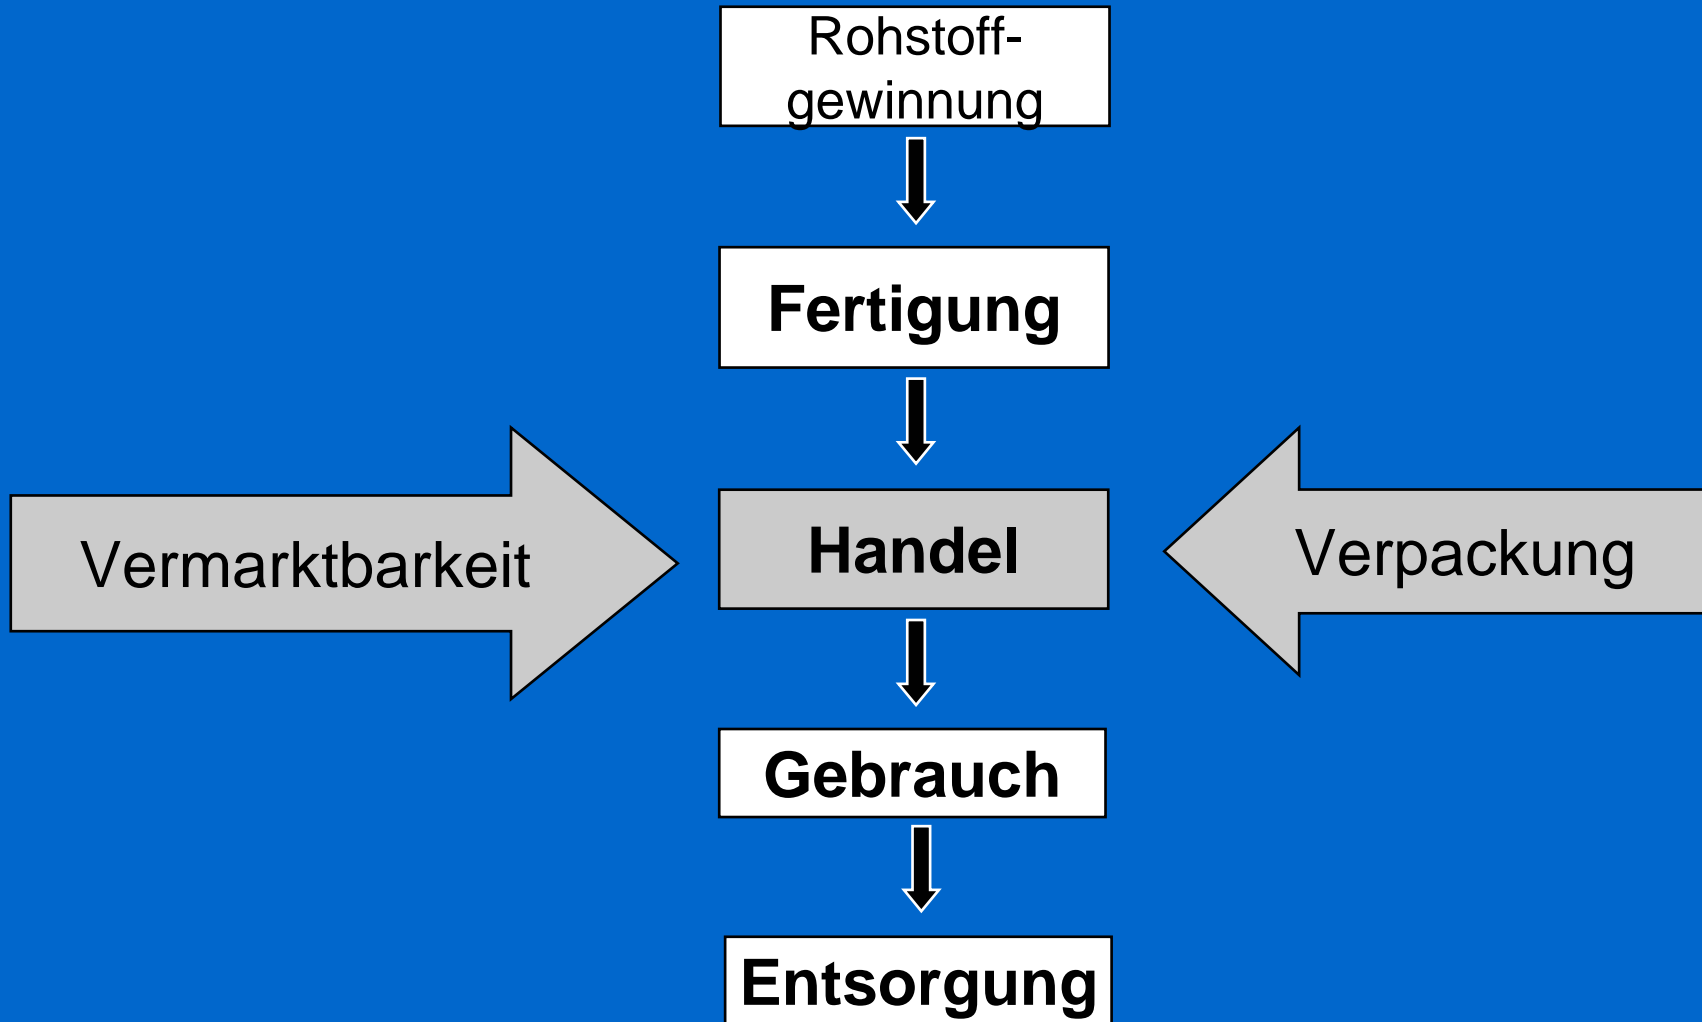 Rohstoff-
gewinnung
Fertigung
Vermarktbarkeit
Handel
Verpackung
Gebrauch
Entsorgung